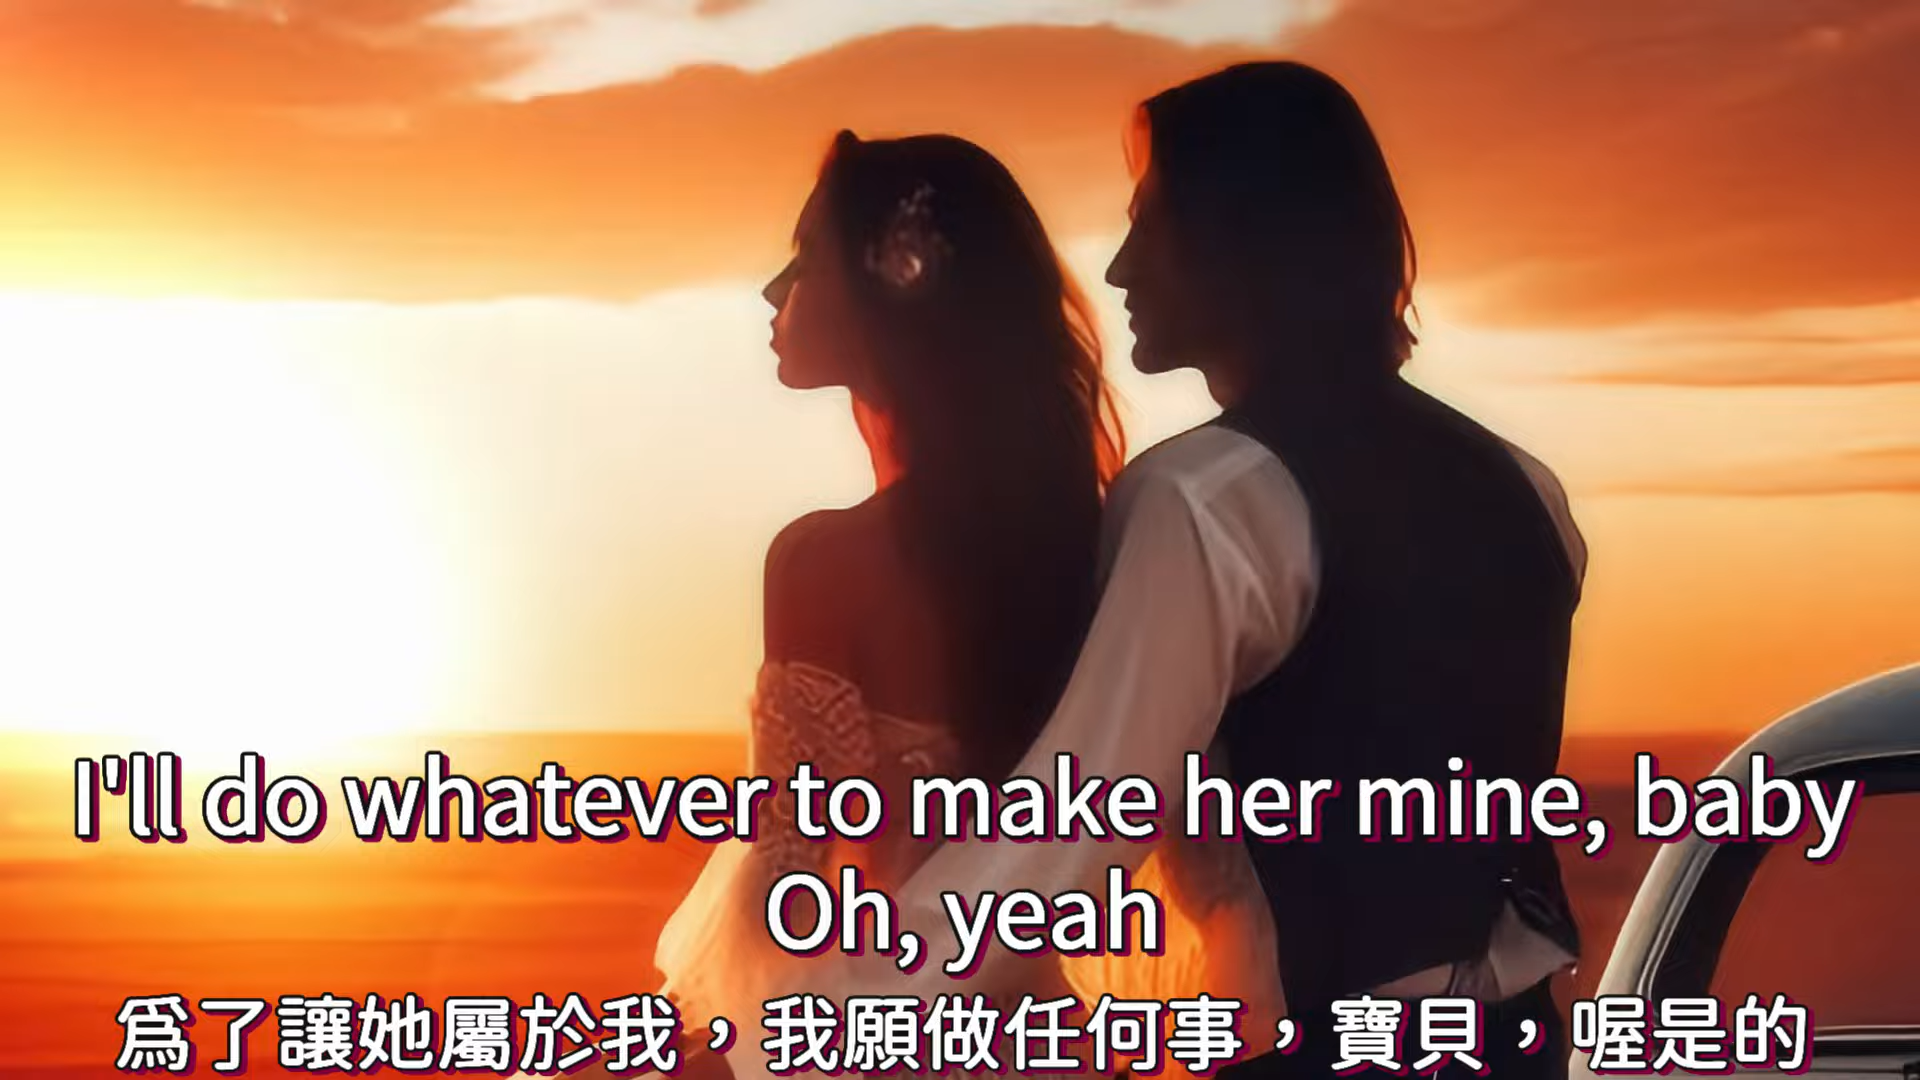 I'll do whatever to make her mine, baby
Oh, yeah
爲了讓她屬於我，我願做任何事，寶貝，喔是的